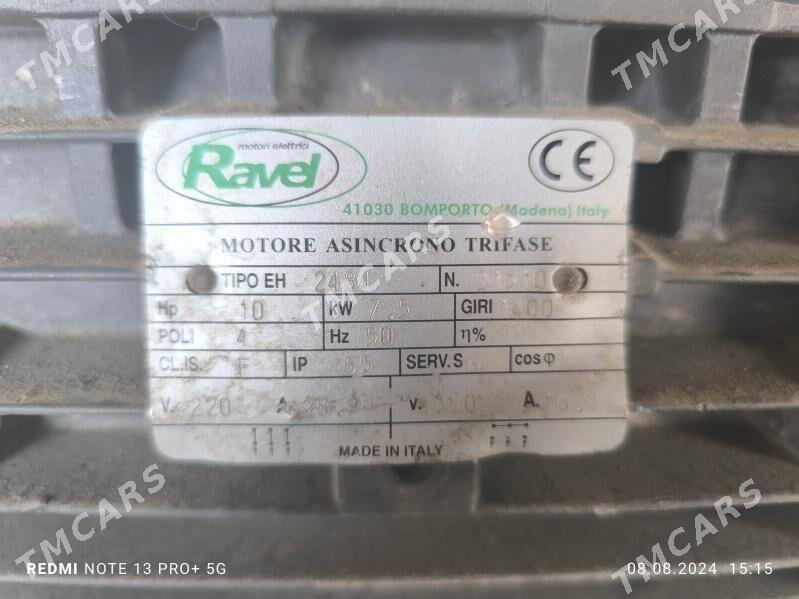 motori elettrici
Ravel
CE
41030 BOMPORTO (Modena) Italy
MOTORE ASINCRONO TRIFASE
TIPO EH N.
Hp 10 kW 7.5 GIRI
POLI 4 Hz 50 η%
CL.IS. F IP 55 SERV.S cosφ
V. 220 A. V. A.
MADE IN ITALY
TMCARS
TMCARS
TMCARS
TMCARS
TMCARS
TMCARS
REDMI NOTE 13 PRO+ 5G
08.08.2024 15:15